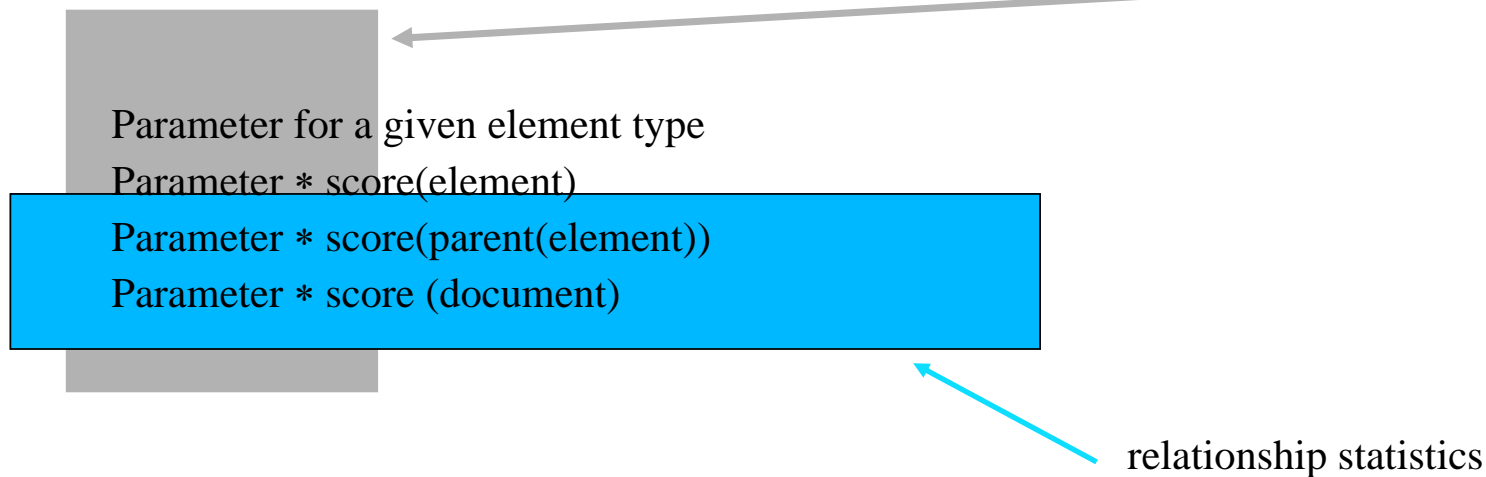 Parameter for a given element type
Parameter ∗ score(element)
Parameter ∗ score(parent(element))
Parameter ∗ score (document)
relationship statistics